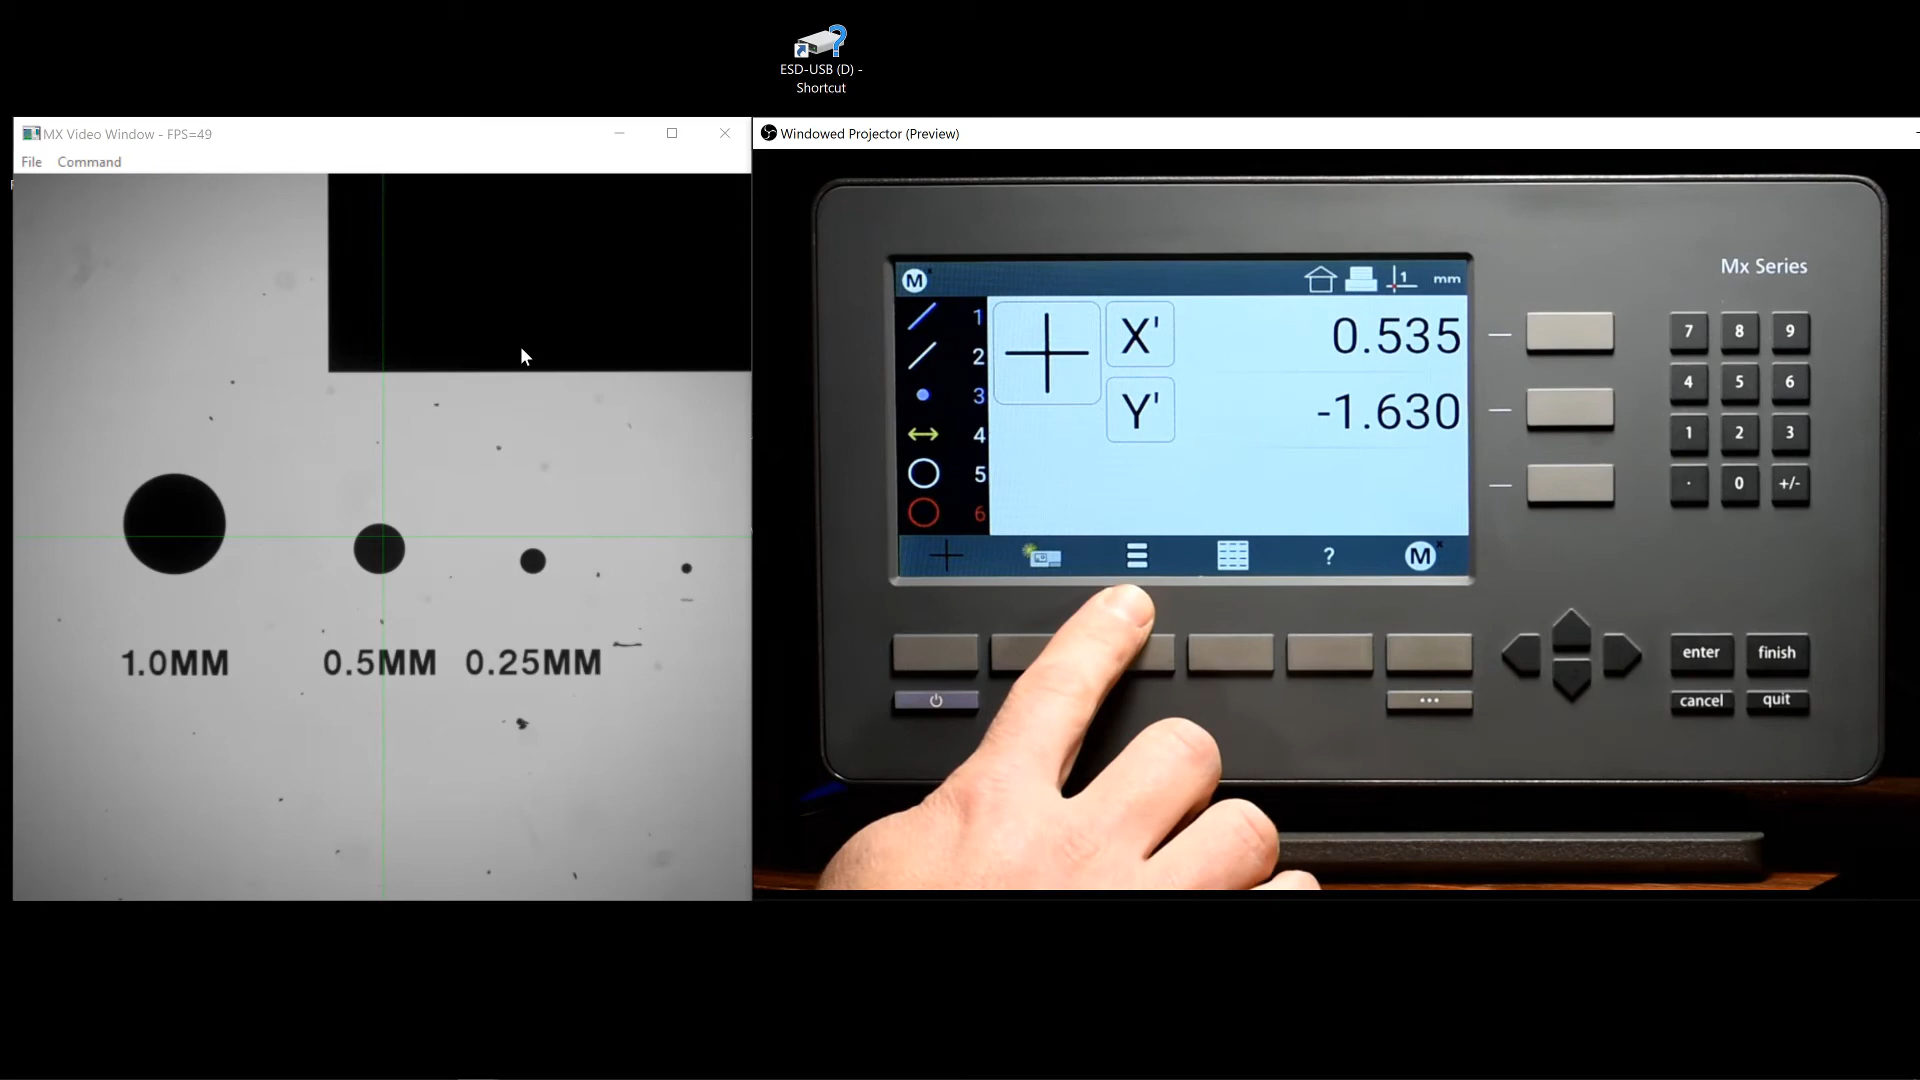 ESD-USB (D) -
Shortcut
MX Video Window - FPS=49
File Command
1.0MM 0.5MM 0.25MM
Windowed Projector (Preview)
Mx Series
M 1 mm
1
2
3
4
5
6
X' 0.535
Y' -1.630
? M
7 8 9
4 5 6
1 2 3
. 0 +/-
enter finish
cancel quit